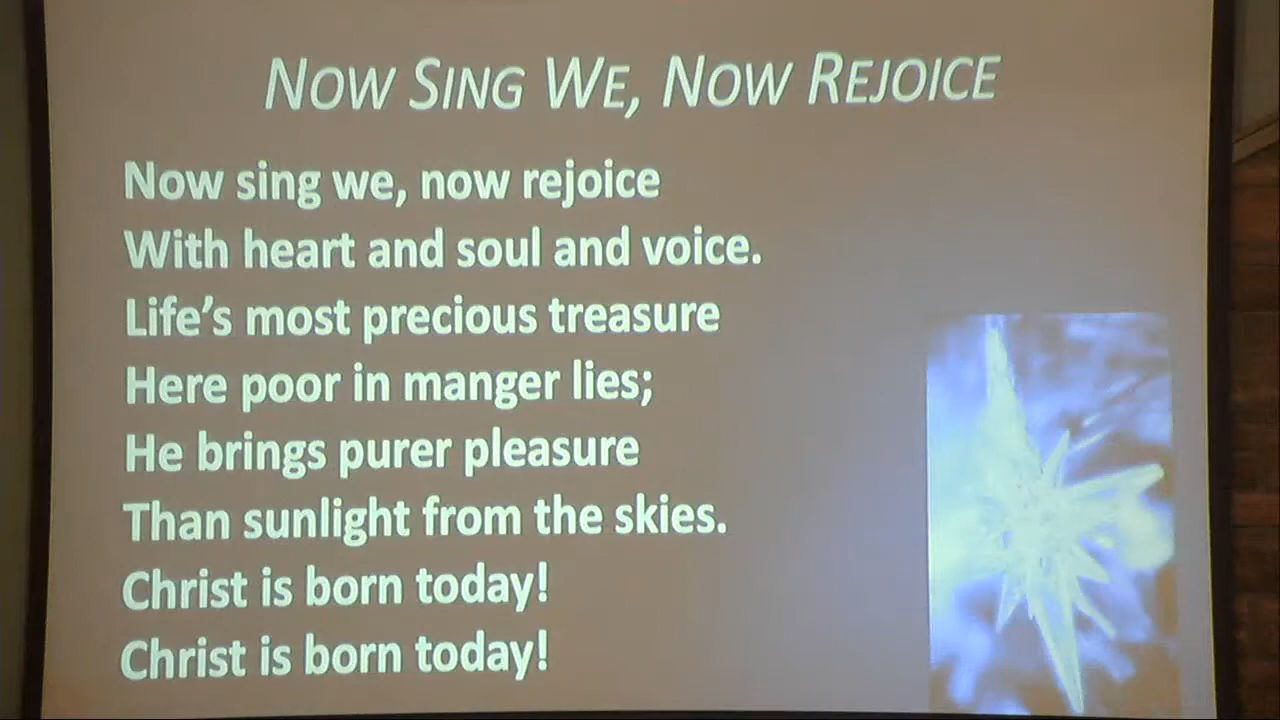 NOW SING WE, NOW REJOICE
Now sing we, now rejoice
With heart and soul and voice.
Life's most precious treasure
Here poor in manger lies;
He brings purer pleasure
Than sunlight from the skies.
Christ is born today!
Christ is born today!